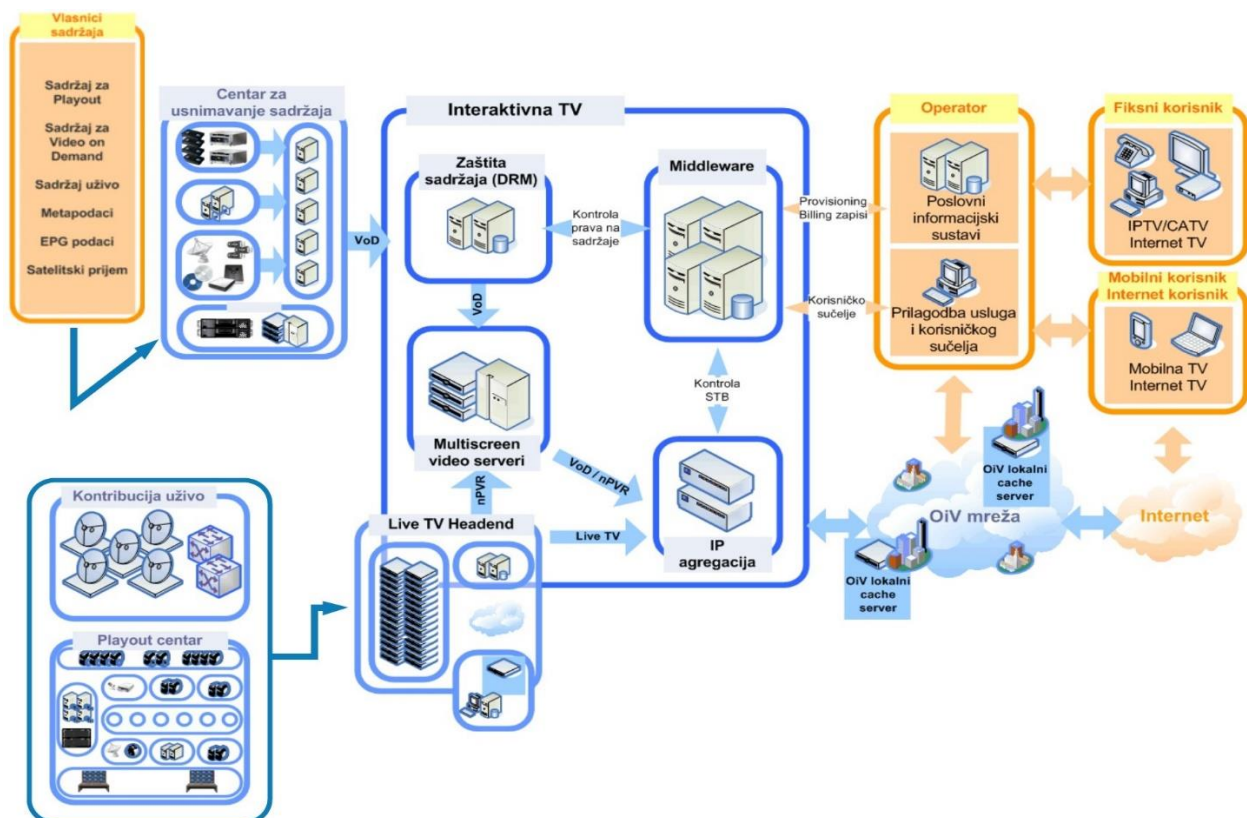 Vlasnici
sadržaja
Sadržaj za
Playout
Sadržaj za
Video on
Demand
Sadržaj uživo
Metapodaci
EPG podaci
Satelitski prijem
Centar za
usnimavanje sadržaja
VoD
Interaktivna TV
Zaštita
sadržaja (DRM)
Kontrola
prava na
sadržaje
Middleware
VoD
Multiscreen
video serveri
nPVR
VoD / nPVR
Kontrola
STB
Live TV Headend
Live TV
IP
agregacija
Provisioning
Billing zapisi
Korisničko
sučelje
Operator
Poslovni
informacijski
sustavi
Prilagodba usluga
i korisničkog
sučelja
Fiksni korisnik
IPTV/CATV
Internet TV
Mobilni korisnik
Internet korisnik
Mobilna TV
Internet TV
OiV lokalni
cache
server
OiV mreža
Internet
OiV lokalni
cache
server
Kontribucija uživo
Playout centar